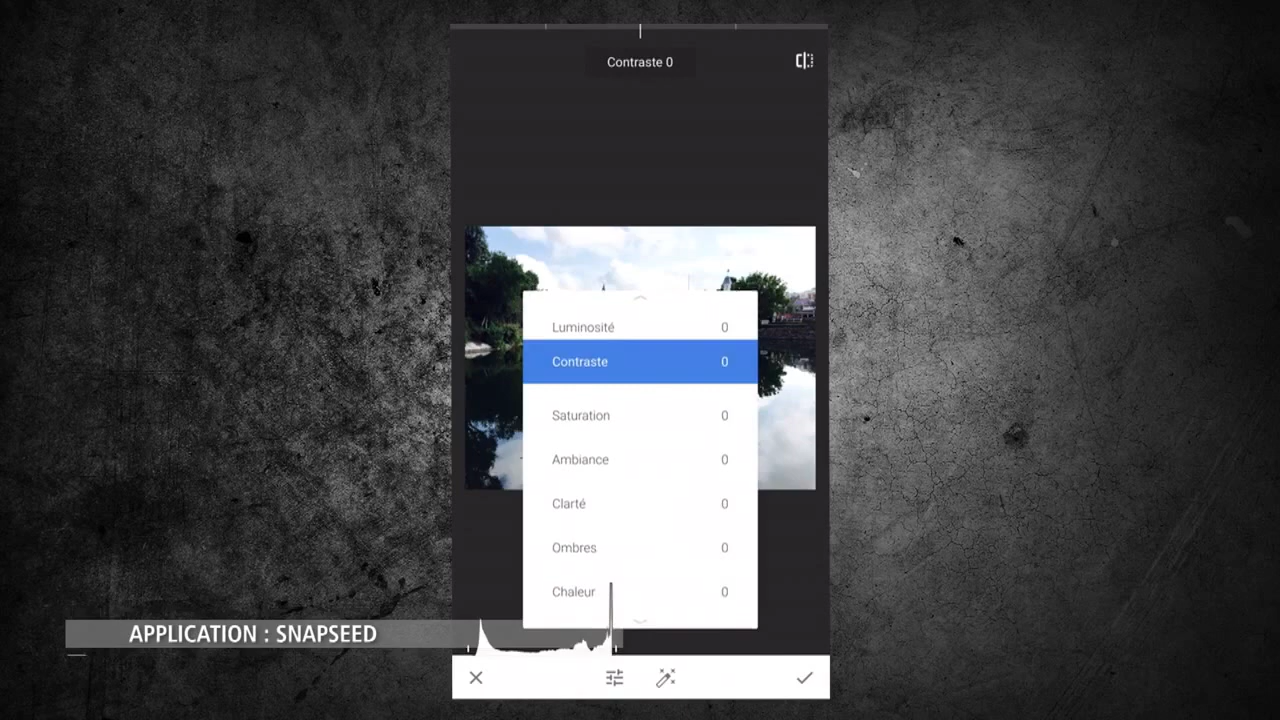 Contraste 0
Luminosité 0
Contraste 0
Saturation 0
Ambiance 0
Clarté 0
Ombres 0
Chaleur 0
APPLICATION : SNAPSEED